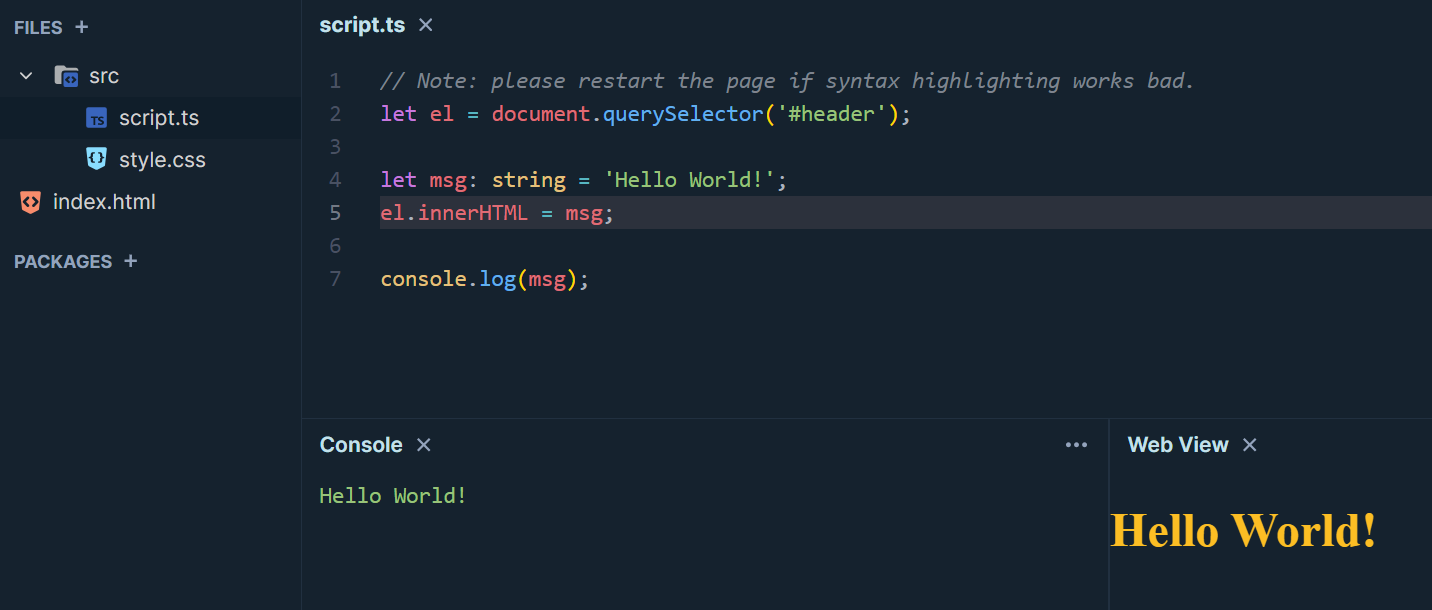 FILES +
src
script.ts
style.css
index.html
PACKAGES +
script.ts ×
1 // Note: please restart the page if syntax highlighting works bad.
2 let el = document.querySelector('#header');
3
4 let msg: string = 'Hello World!';
5 el.innerHTML = msg;
6
7 console.log(msg);
Console × ···
Hello World!
Web View ×
Hello World!